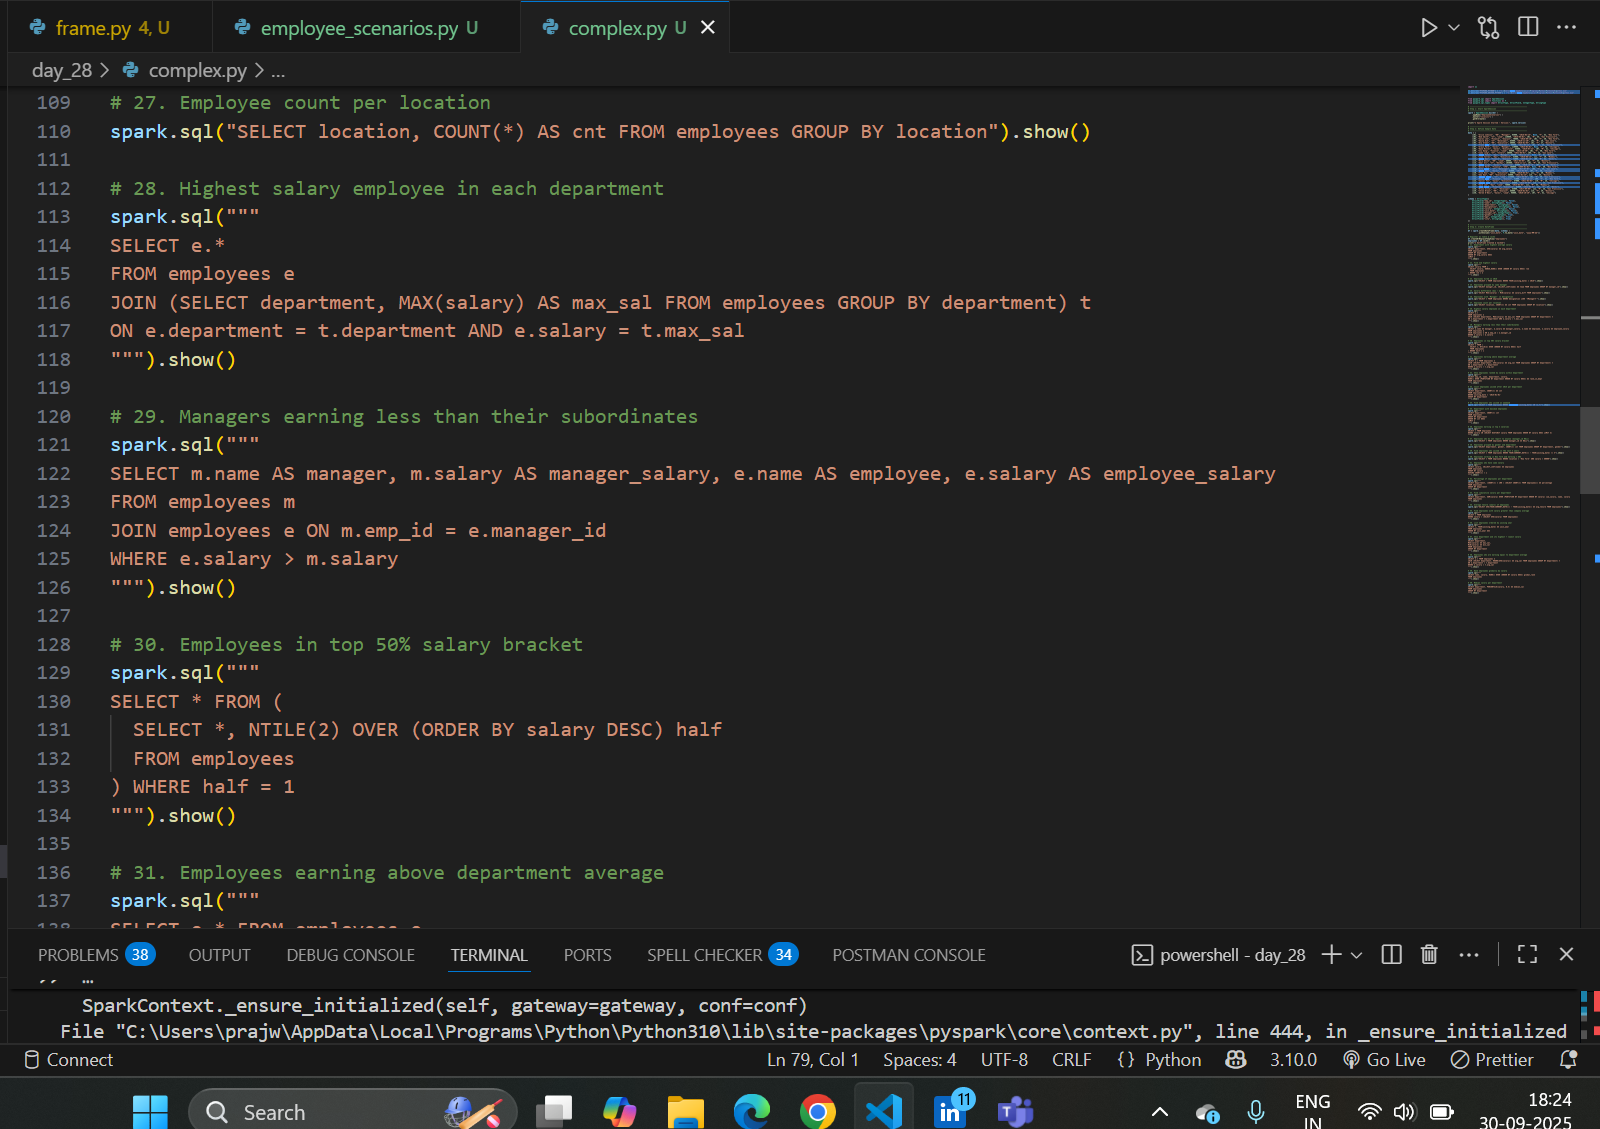 frame.py 4, U
employee_scenarios.py U
complex.py U
day_28 > complex.py > ...
109 # 27. Employee count per location
110 spark.sql("SELECT location, COUNT(*) AS cnt FROM employees GROUP BY location").show()
111
112 # 28. Highest salary employee in each department
113 spark.sql("""
114 SELECT e.*
115 FROM employees e
116 JOIN (SELECT department, MAX(salary) AS max_sal FROM employees GROUP BY department) t
117 ON e.department = t.department AND e.salary = t.max_sal
118 """).show()
119
120 # 29. Managers earning less than their subordinates
121 spark.sql("""
122 SELECT m.name AS manager, m.salary AS manager_salary, e.name AS employee, e.salary AS employee_salary
123 FROM employees m
124 JOIN employees e ON m.emp_id = e.manager_id
125 WHERE e.salary > m.salary
126 """).show()
127
128 # 30. Employees in top 50% salary bracket
129 spark.sql("""
130 SELECT * FROM (
131 SELECT *, NTILE(2) OVER (ORDER BY salary DESC) half
132 FROM employees
133 ) WHERE half = 1
134 """).show()
135
136 # 31. Employees earning above department average
137 spark.sql("""
138 SELECT e.* FROM employees e
PROBLEMS 38 OUTPUT DEBUG CONSOLE TERMINAL PORTS SPELL CHECKER 34 POSTMAN CONSOLE powershell - day_28
SparkContext._ensure_initialized(self, gateway=gateway, conf=conf)
File "C:\Users\prajw\AppData\Local\Programs\Python\Python310\lib\site-packages\pyspark\core\context.py", line 444, in _ensure_initialized
Connect Ln 79, Col 1 Spaces: 4 UTF-8 CRLF {} Python 3.10.0 Go Live Prettier
Search
11
ENG
IN
18:24
30-09-2025